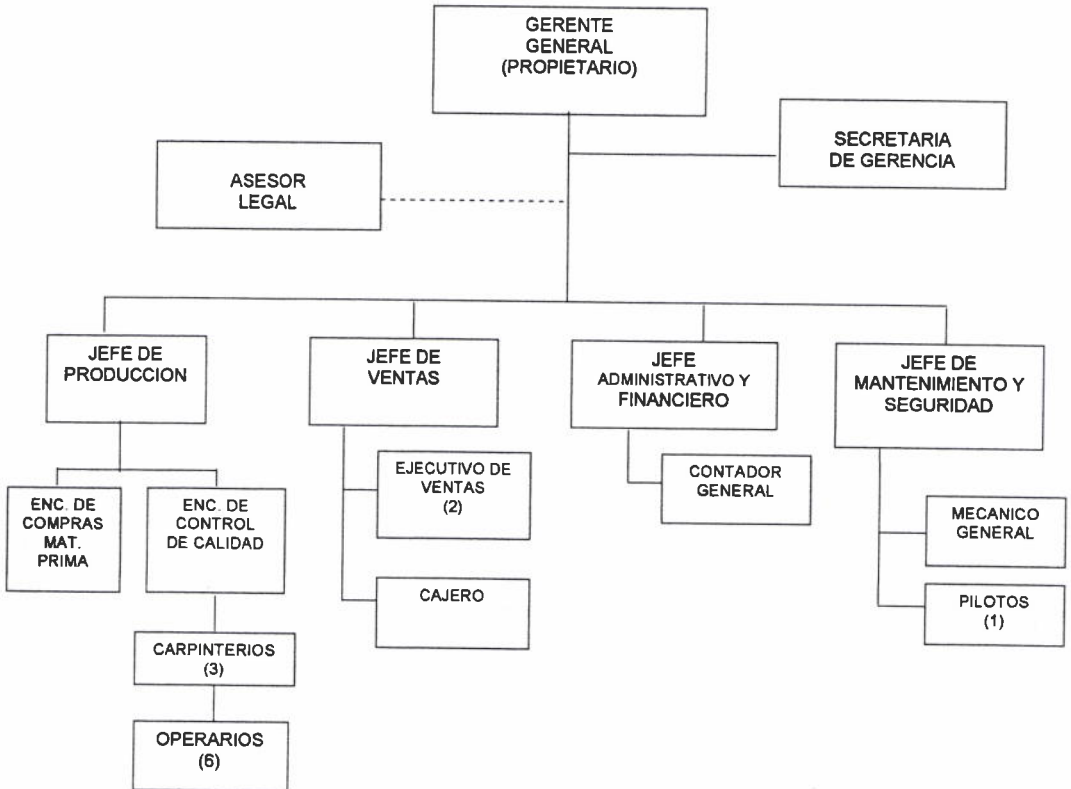 GERENTE
GENERAL
(PROPIETARIO)
SECRETARIA
DE GERENCIA
ASESOR
LEGAL
JEFE DE
PRODUCCION
JEFE DE
VENTAS
JEFE
ADMINISTRATIVO Y
FINANCIERO
JEFE DE
MANTENIMIENTO Y
SEGURIDAD
ENC. DE
COMPRAS
MAT.
PRIMA
ENC. DE
CONTROL
DE CALIDAD
EJECUTIVO DE
VENTAS
(2)
CONTADOR
GENERAL
MECANICO
GENERAL
CAJERO
PILOTOS
(1)
CARPINTERIOS
(3)
OPERARIOS
(6)